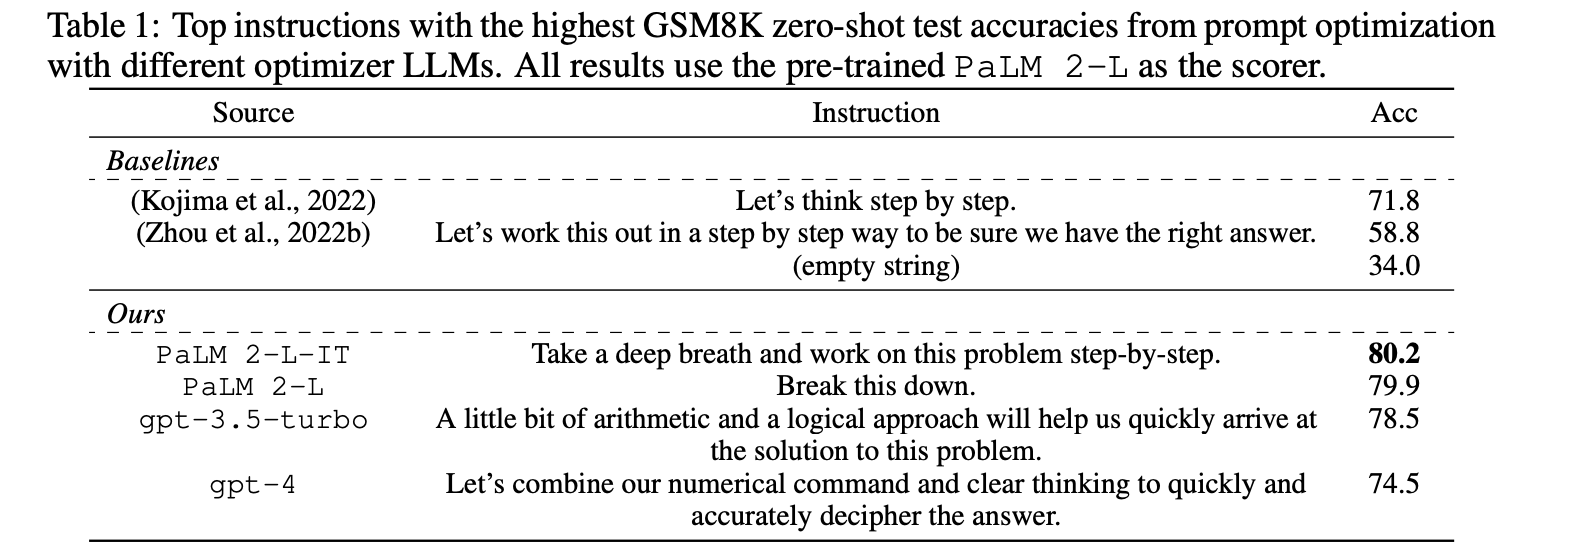 Table 1: Top instructions with the highest GSM8K zero-shot test accuracies from prompt optimization
with different optimizer LLMs. All results use the pre-trained PaLM 2-L as the scorer.
Source Instruction Acc
Baselines
(Kojima et al., 2022) Let’s think step by step. 71.8
(Zhou et al., 2022b) Let’s work this out in a step by step way to be sure we have the right answer. 58.8
(empty string) 34.0
Ours
PaLM 2-L-IT Take a deep breath and work on this problem step-by-step. 80.2
PaLM 2-L Break this down. 79.9
gpt-3.5-turbo A little bit of arithmetic and a logical approach will help us quickly arrive at 78.5
the solution to this problem.
gpt-4 Let’s combine our numerical command and clear thinking to quickly and 74.5
accurately decipher the answer.